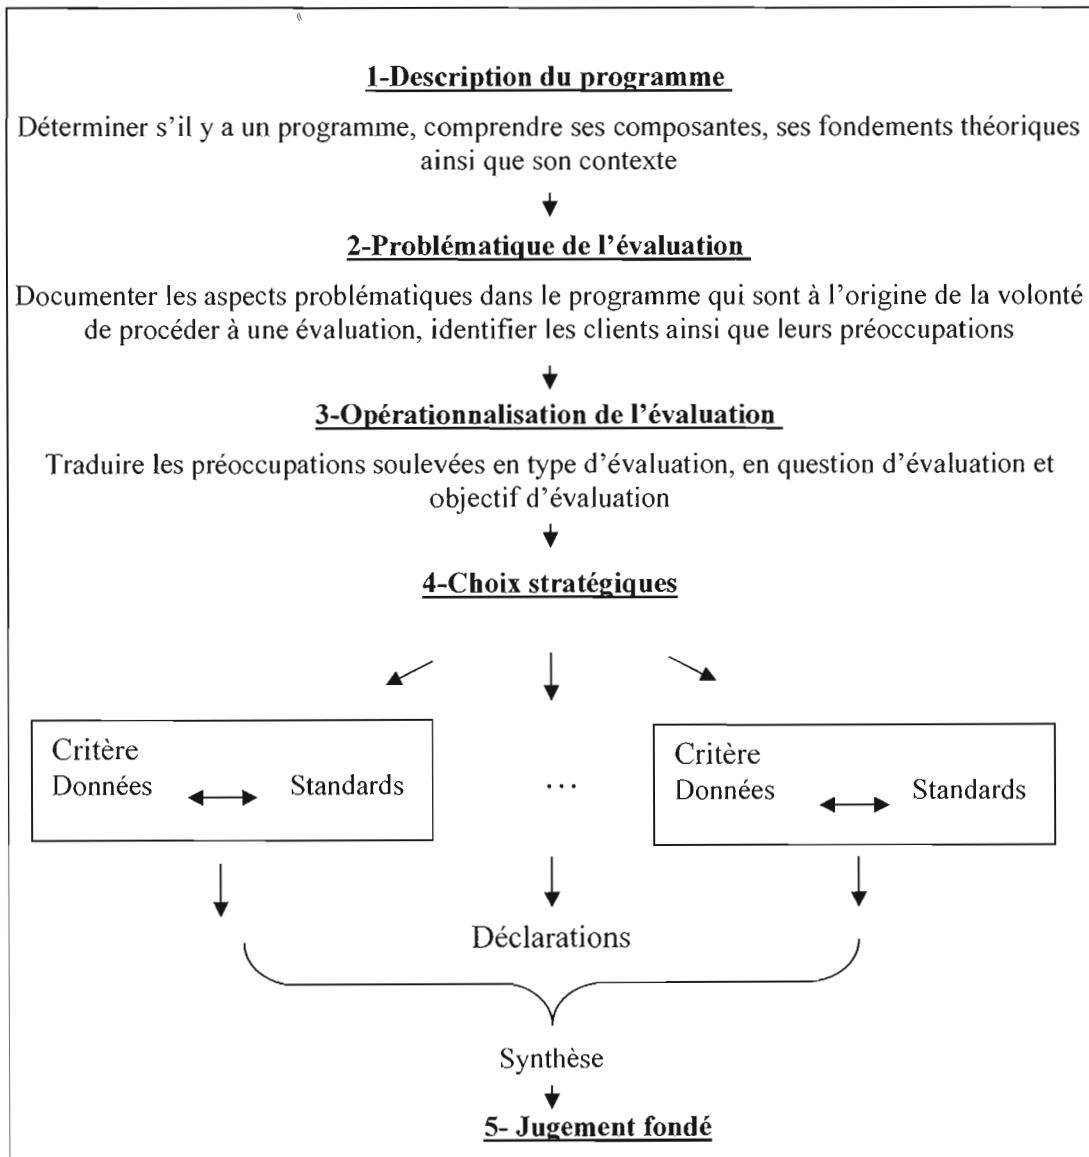 1-Description du programme
Déterminer s'il y a un programme, comprendre ses composantes, ses fondements théoriques
ainsi que son contexte
2-Problématique de l'évaluation
Documenter les aspects problématiques dans le programme qui sont à l'origine de la volonté
de procéder à une évaluation, identifier les clients ainsi que leurs préoccupations
3-Opérationnalisation de l'évaluation
Traduire les préoccupations soulevées en type d'évaluation, en question d'évaluation et
objectif d'évaluation
4-Choix stratégiques
Critère
Données Standards
...
Critère
Données Standards
Déclarations
Synthèse
5- Jugement fondé